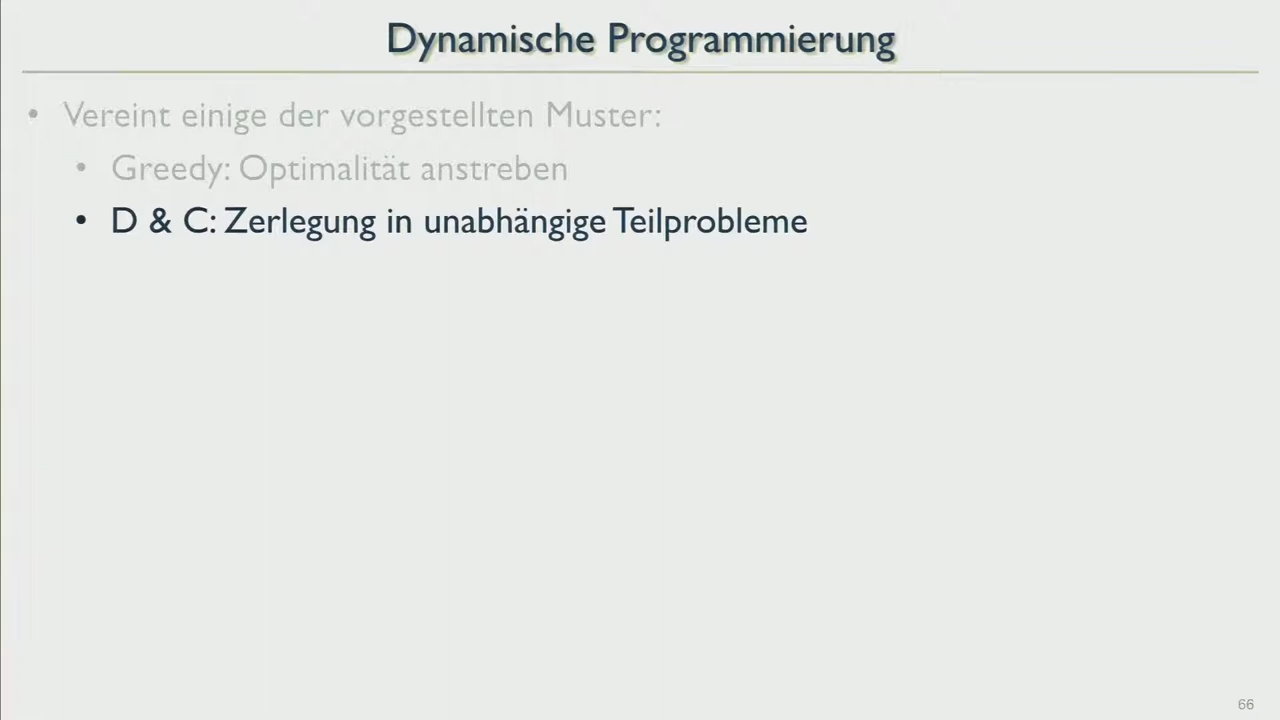 Dynamische Programmierung
• Vereint einige der vorgestellten Muster:
• Greedy: Optimalität anstreben
• D & C: Zerlegung in unabhängige Teilprobleme
66